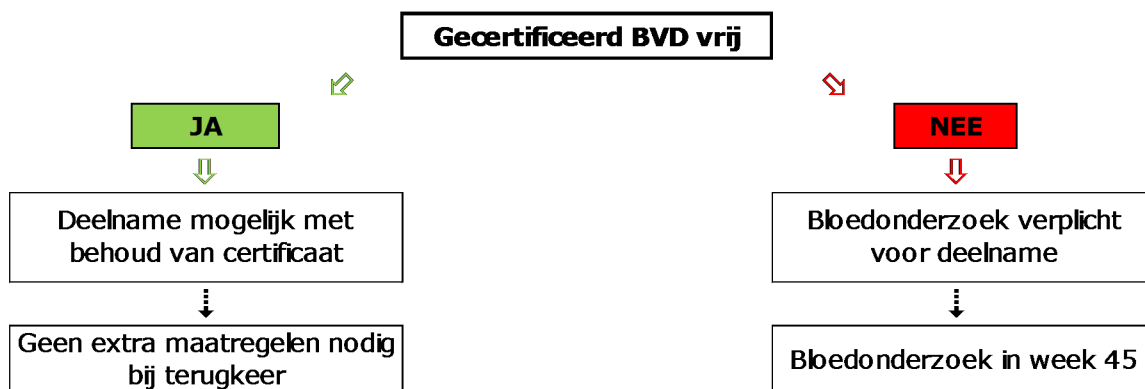 Gecertificeerd BVD vrij
JA
NEE
Deelname mogelijk met
behoud van certificaat
Bloedonderzoek verplicht
voor deelname
Geen extra maatregelen nodig
bij terugkeer
Bloedonderzoek in week 45